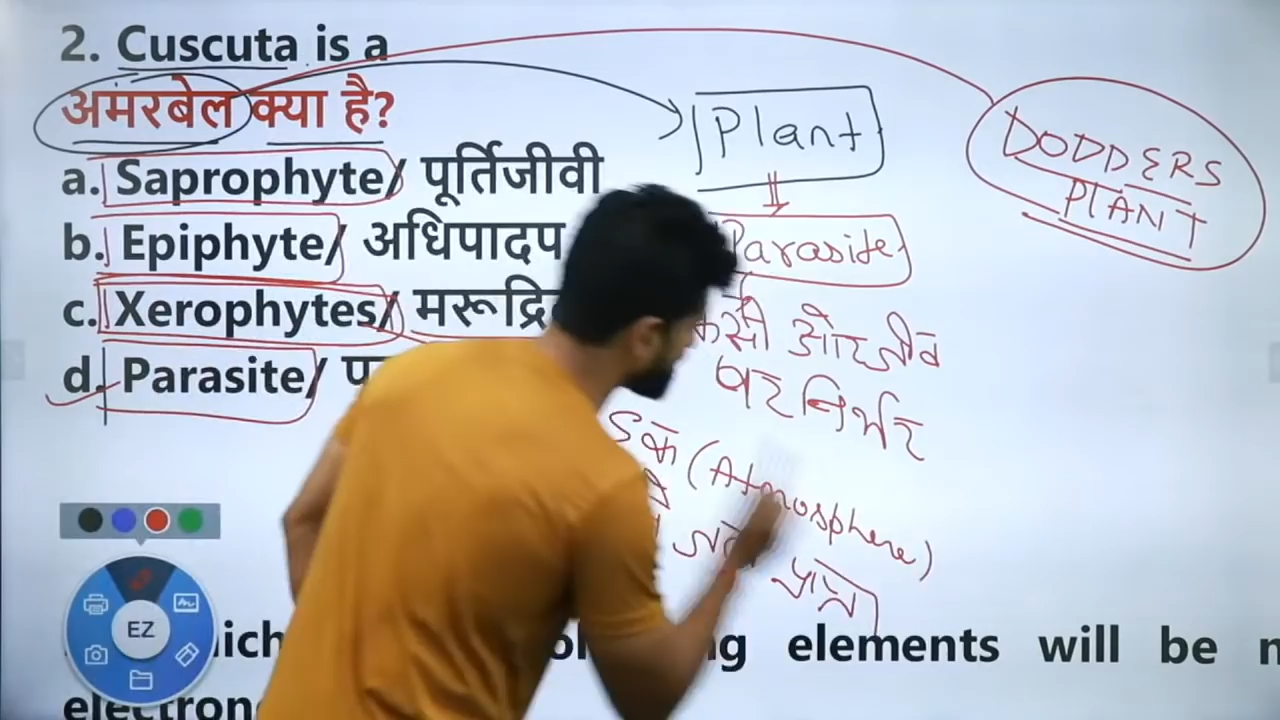 2. Cuscuta is a
अमरबेल क्या है?
a. Saprophyte/ पूर्तिजीवी
b. Epiphyte/ अधिपादप
c. Xerophytes/
d. Parasite/
Plant
Parasite
और जीव
पर निर्भर
(Atmosphere)
DODDERS
PLANT
EZ
elements will be